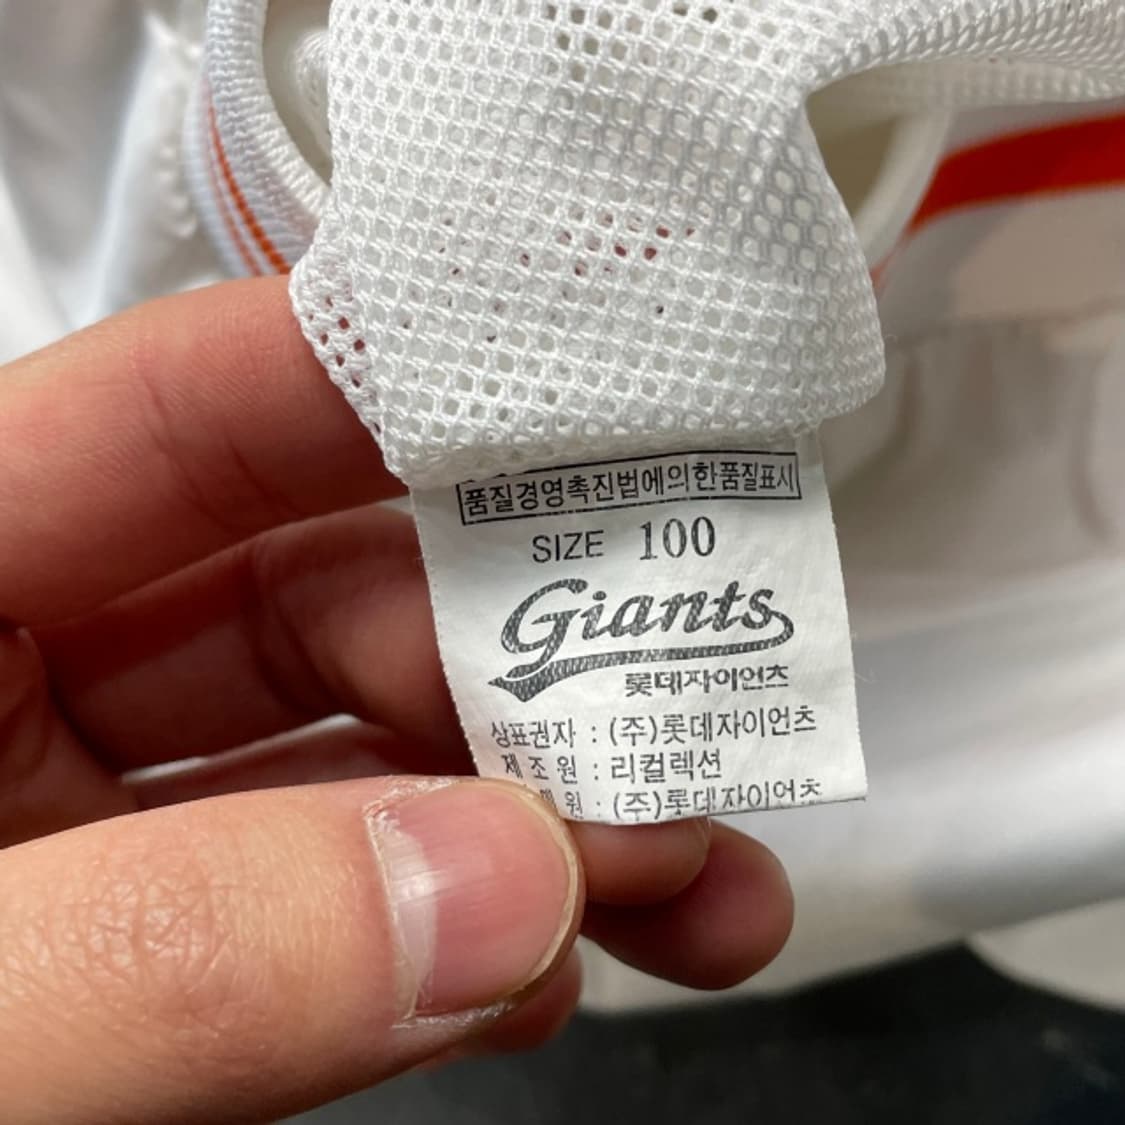 품질경영촉진법에의한품질표시
SIZE 100
Giants
롯데자이언츠
상표권자 : (주)롯데자이언츠
제조원 : 리컬렉션
원 : (주)롯데자이언츠